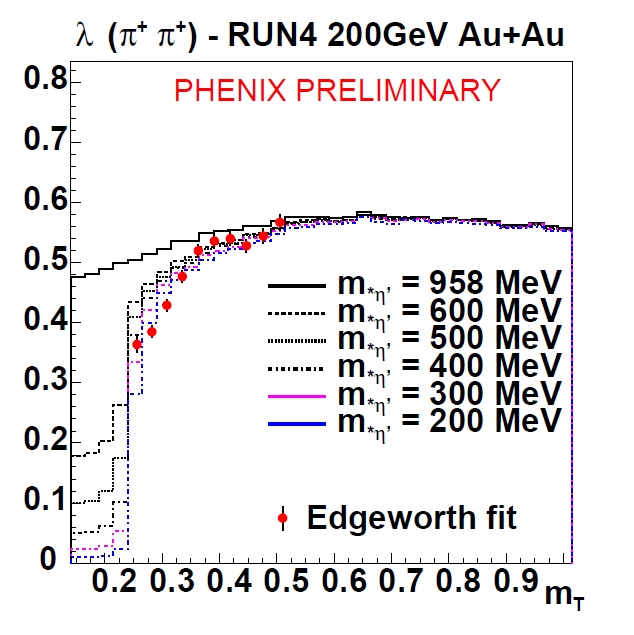 λ (π⁺ π⁺) - RUN4 200GeV Au+Au
PHENIX PRELIMINARY
0.8
0.7
0.6
0.5
0.4
0.3
0.2
0.1
0
m*η' = 958 MeV
m*η' = 600 MeV
m*η' = 500 MeV
m*η' = 400 MeV
m*η' = 300 MeV
m*η' = 200 MeV
Edgeworth fit
0.2 0.3 0.4 0.5 0.6 0.7 0.8 0.9
mT